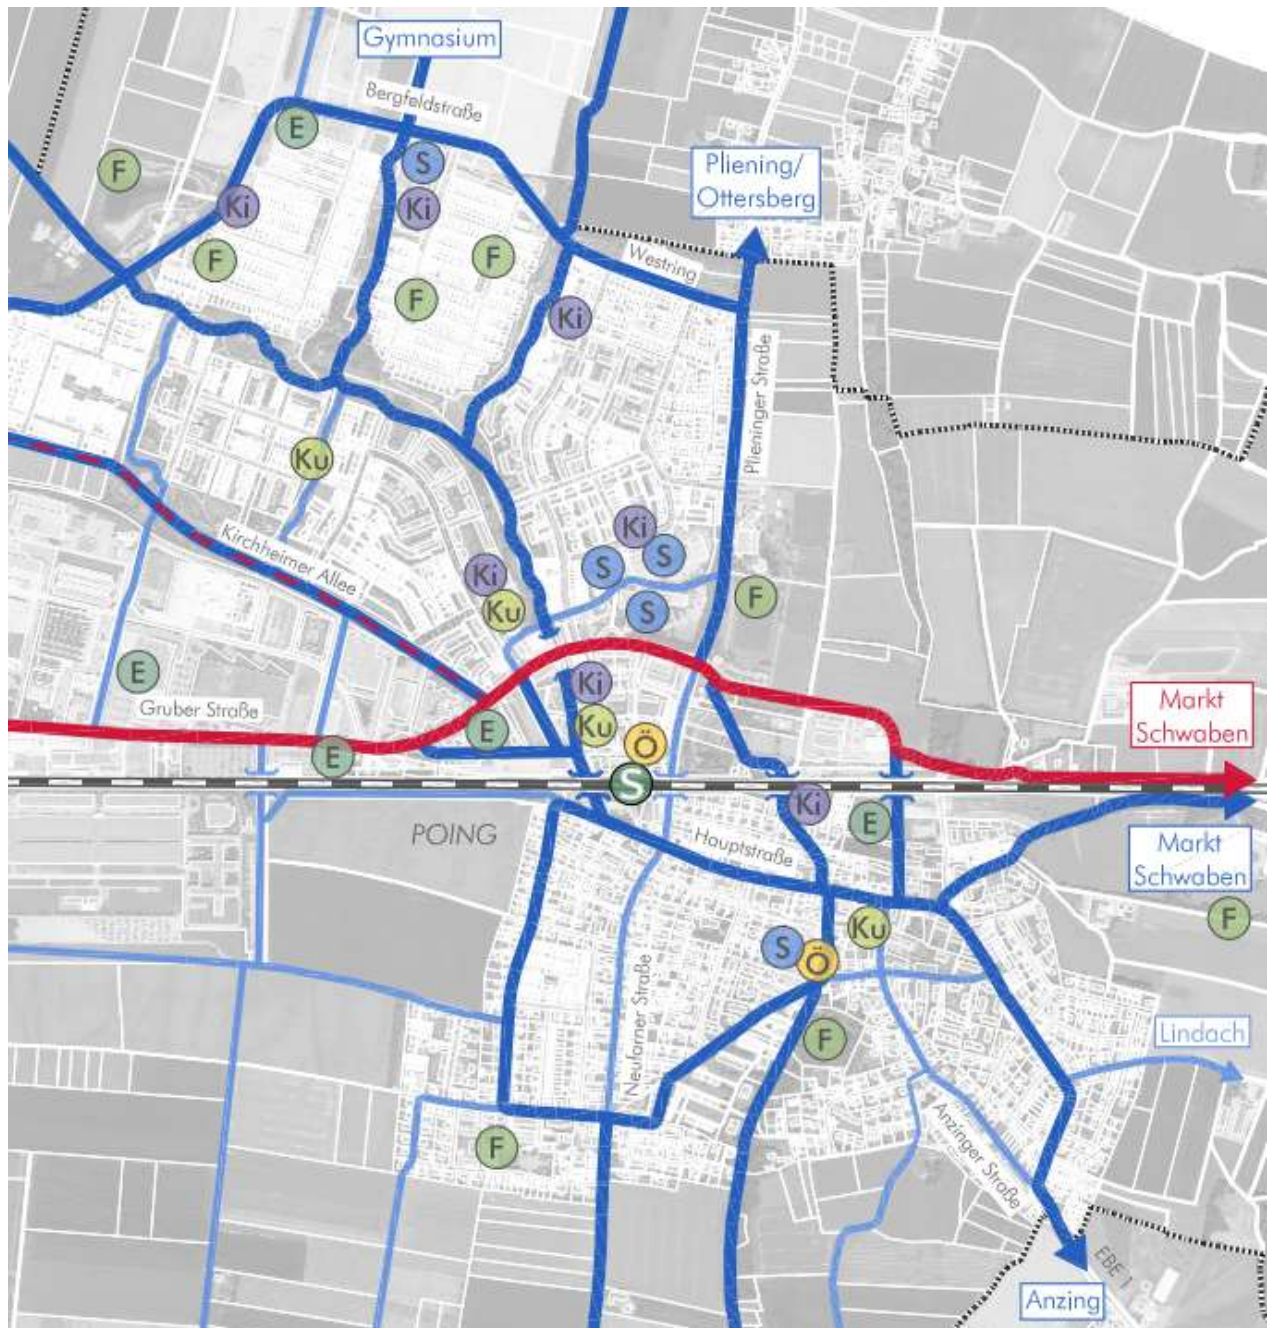 Gymnasium
Bergfeldstraße
E
F
S
Pliening/
Ottersberg
Ki
Ki
F
F
Westring
F
Ki
Plieninger Straße
Ku
Kirchheimer Allee
Ki
S
S
Ki
Ku
S
F
E
Ki
Gruber Straße
Markt
Schwaben
E
Ku
Ö
E
S
POING
Ki
E
Hauptstraße
Markt
Schwaben
F
Ku
S
Ö
Neufarner Straße
F
Lindach
Anzinger Straße
F
EBE 1
Anzing